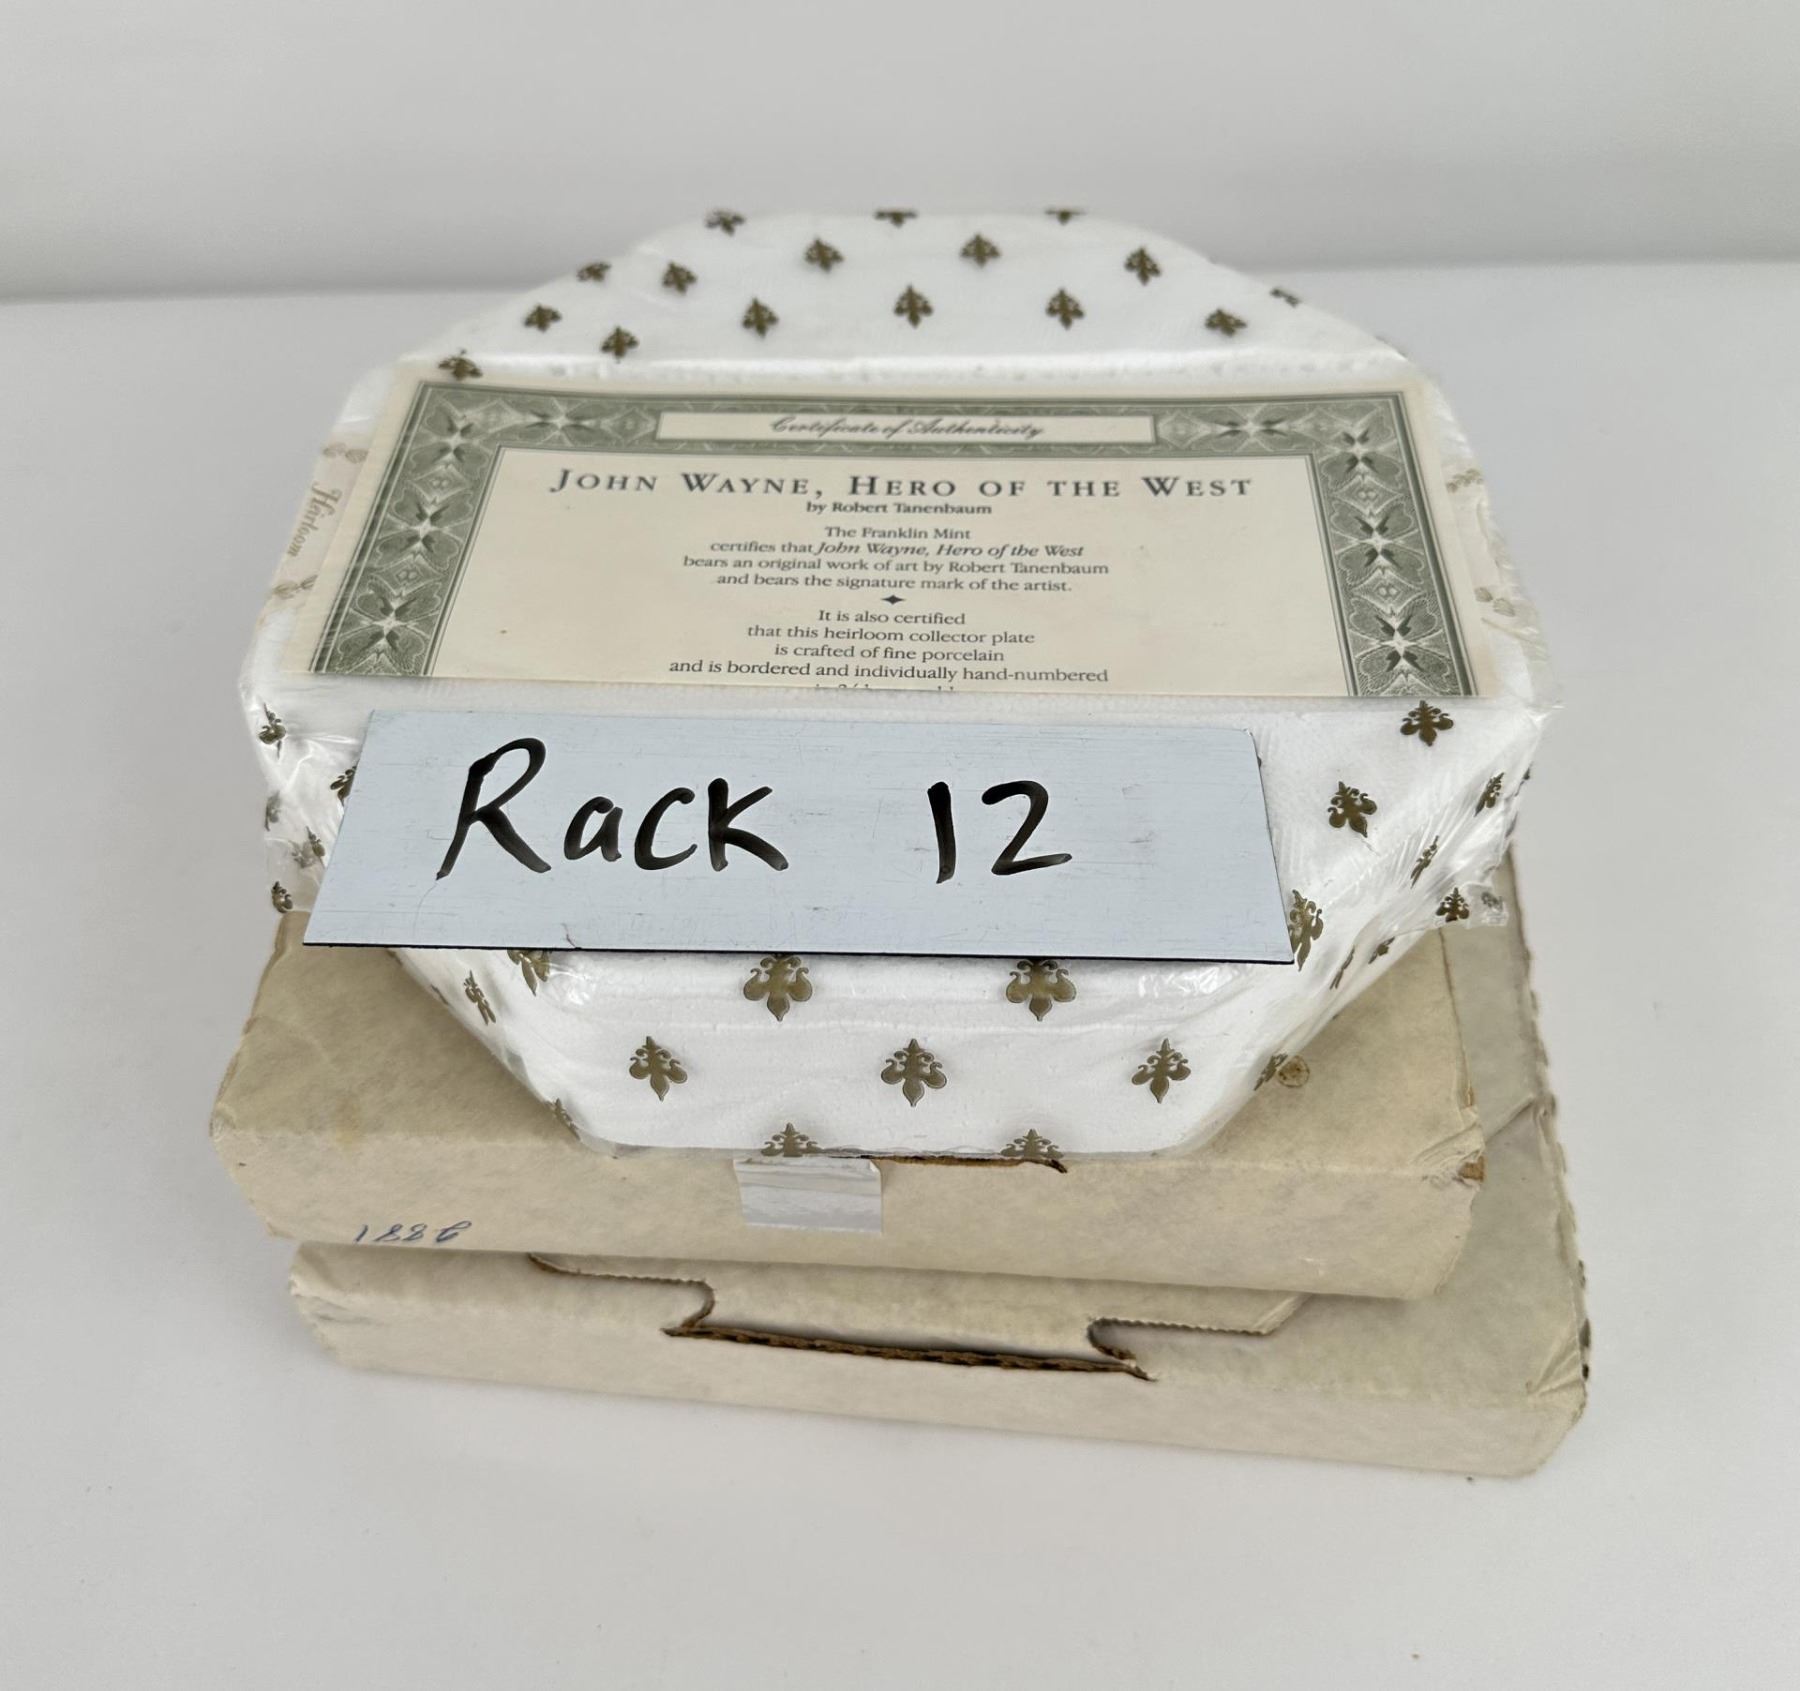 Certificate of Authenticity
JOHN WAYNE, HERO OF THE WEST
by Robert Tanenbaum
The Franklin Mint
certifies that John Wayne, Hero of the West
bears an original work of art by Robert Tanenbaum
and bears the signature mark of the artist.
It is also certified
that this heirloom collector plate
is crafted of fine porcelain
and is bordered and individually hand-numbered
Heirloom
Rack 12